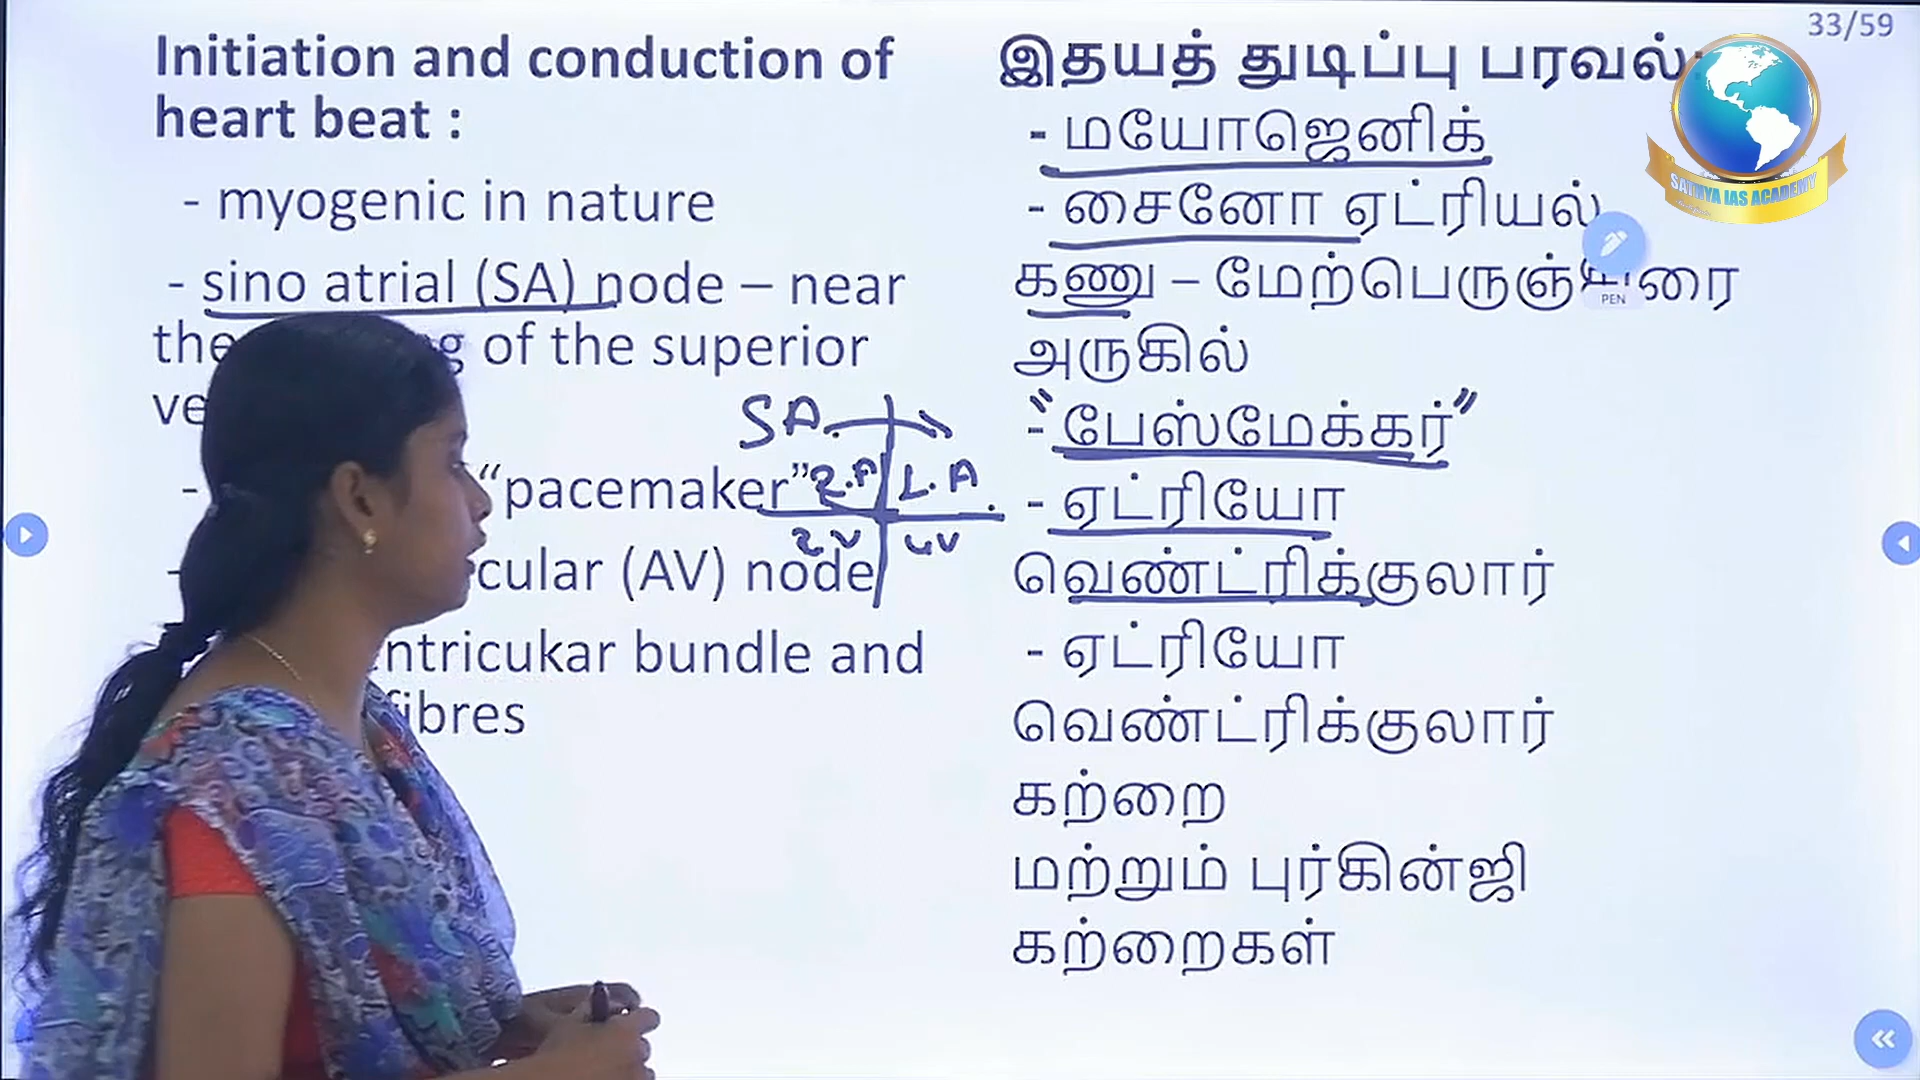 33/59
Initiation and conduction of
heart beat :
- myogenic in nature
- sino atrial (SA) node – near
the of the superior
"pacemaker"
cular (AV) node
ntricukar bundle and
fibres
இதயத் துடிப்பு பரவல்:
- மயோஜெனிக்
- சைனோ ஏட்ரியல்
கணு – மேற்பெருஞ்சிரை
அருகில்
- "பேஸ்மேக்கர்"
- ஏட்ரியோ
வெண்ட்ரிக்குலார்
- ஏட்ரியோ
வெண்ட்ரிக்குலார்
கற்றை
மற்றும் புர்கின்ஜி
கற்றைகள்
SA
R.A L.A
RV LV
SATHYA IAS ACADEMY
PEN